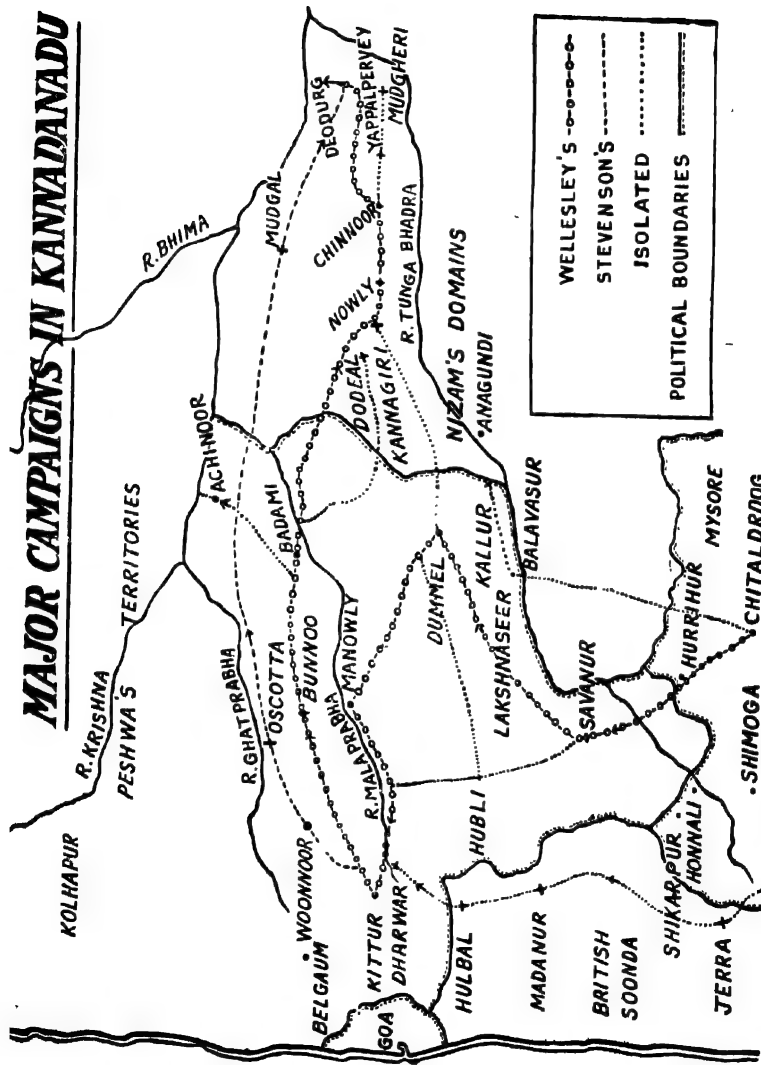 MAJOR CAMPAIGNS IN KANNADANADU
KOLHAPUR
R. KRISHNA
PESHWA'S
TERRITORIES
R. BHIMA
R. GHATPRABHA
ACHINOOR
MUDGAL
DEODURG
YAPPALPERVEY
MUDGHERI
WOONNOOR
OSCOTTA
BUNNOO
BADAMI
DODEAL
NOWLY
CHINNOOR
BELGAUM
KITTUR
R. MALAPRABHA
MANOWLY
KANNAGIRI
R. TUNGA BHADRA
GOA
DHARWAR
DUMMEL
NIZAM'S DOMAINS
ANAGUNDI
HULBAL
HUBLI
LAKSHNASEER
KALLUR
BALAVASUR
MADANUR
SAVANUR
BRITISH
SOONDA
SHIKARPUR
HONNALI
HURRIHUR
MYSORE
JERRA
SHIMOGA
CHITALDROOG
WELLESLEY'S
STEVENSON'S
ISOLATED
POLITICAL BOUNDARIES